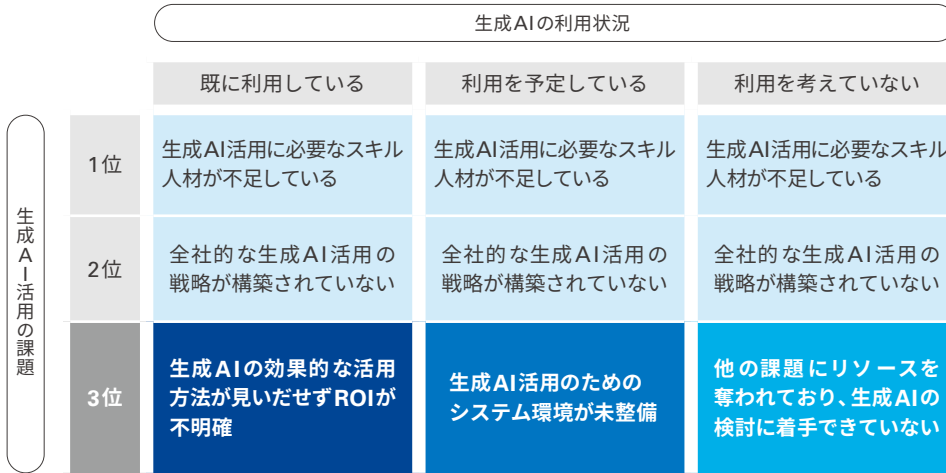 生成AIの利用状況
既に利用している
利用を予定している
利用を考えていない
生成AI活用の課題
1位
生成AI活用に必要なスキル
人材が不足している
生成AI活用に必要なスキル
人材が不足している
生成AI活用に必要なスキル
人材が不足している
2位
全社的な生成AI活用の
戦略が構築されていない
全社的な生成AI活用の
戦略が構築されていない
全社的な生成AI活用の
戦略が構築されていない
3位
生成AIの効果的な活用
方法が見いだせずROIが
不明確
生成AI活用のための
システム環境が未整備
他の課題にリソースを
奪われており、生成AIの
検討に着手できていない